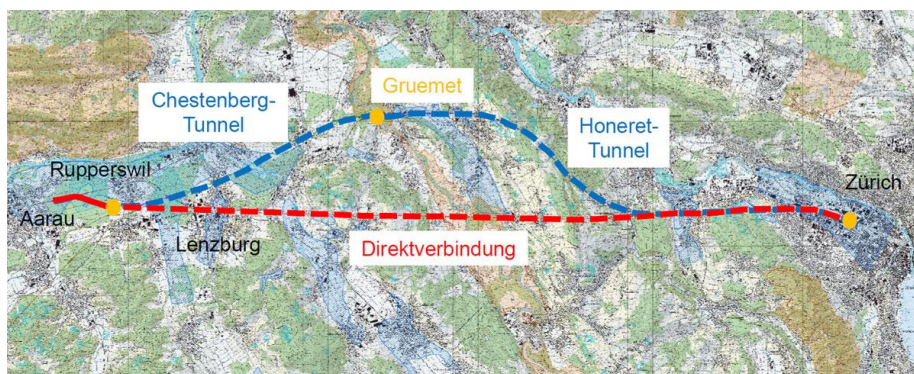 Gruemet
Chestenberg-
Tunnel
Honeret-
Tunnel
Rupperswil
Zürich
Aarau
Lenzburg
Direktverbindung